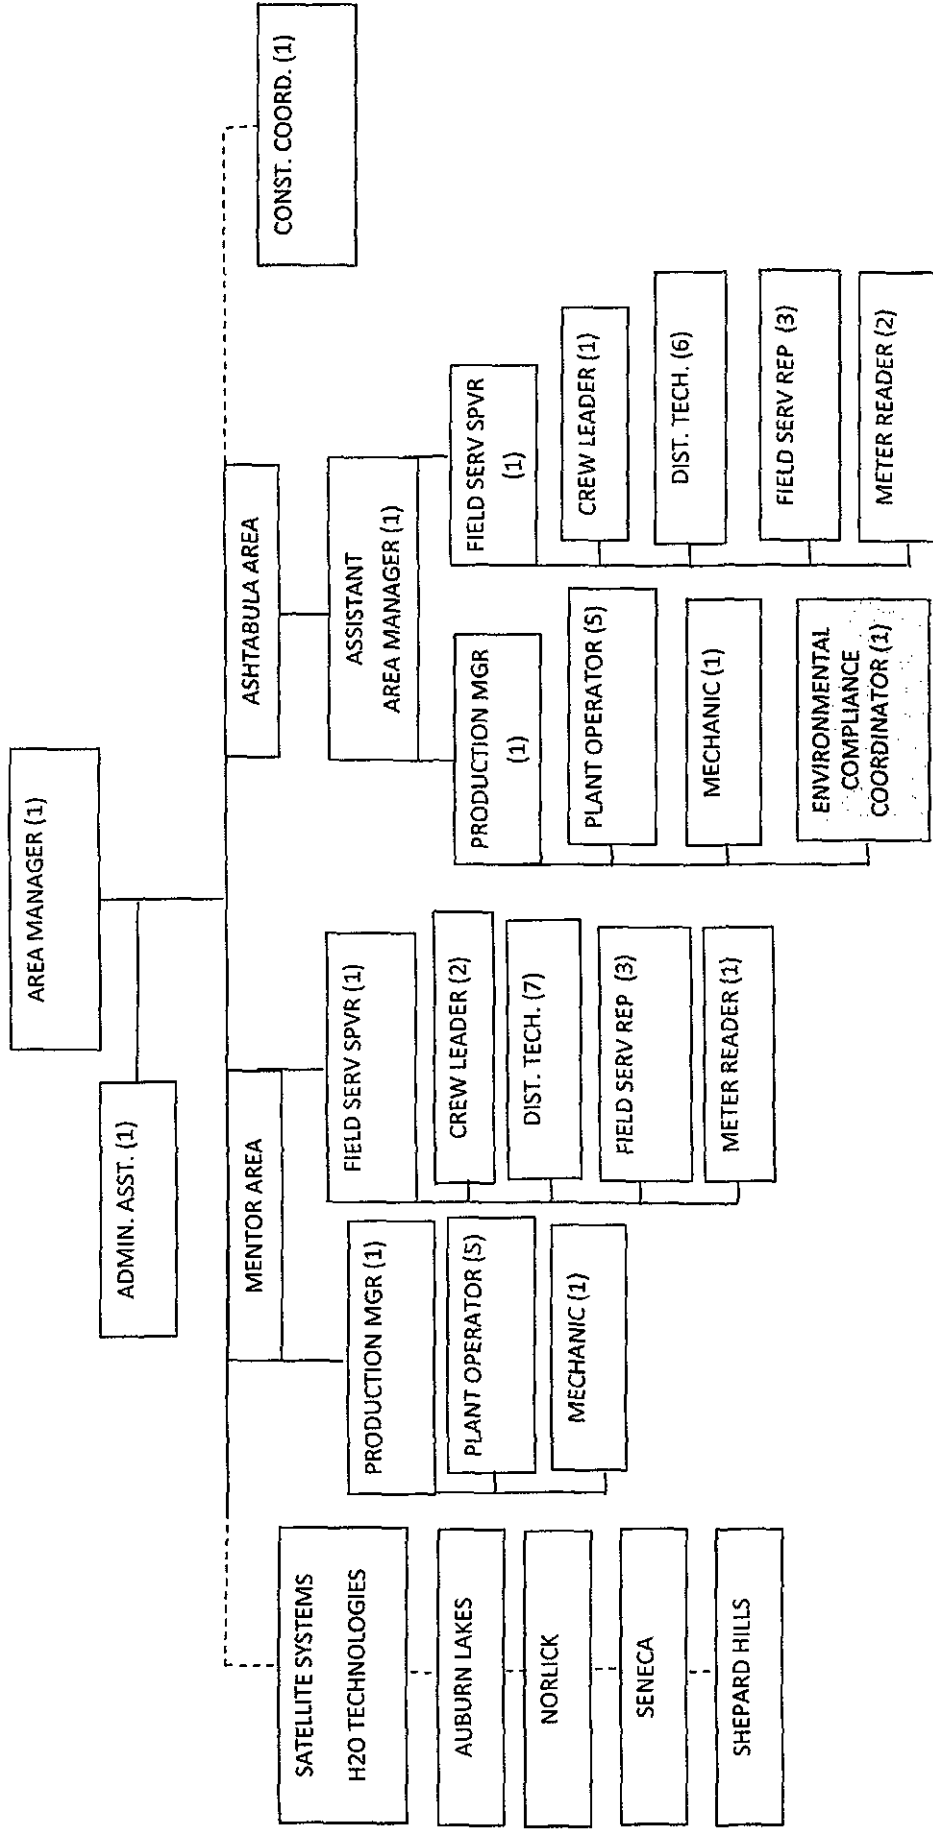 AREA MANAGER (1)
ADMIN. ASST. (1)
MENTOR AREA
ASHTABULA AREA
CONST. COORD. (1)
SATELLITE SYSTEMS
H2O TECHNOLOGIES
AUBURN LAKES
NORLICK
SENECA
SHEPARD HILLS
PRODUCTION MGR (1)
PLANT OPERATOR (5)
MECHANIC (1)
FIELD SERV SPVR (1)
CREW LEADER (2)
DIST. TECH. (7)
FIELD SERV REP (3)
METER READER (1)
ASSISTANT
AREA MANAGER (1)
PRODUCTION MGR
(1)
PLANT OPERATOR (5)
MECHANIC (1)
ENVIRONMENTAL
COMPLIANCE
COORDINATOR (1)
FIELD SERV SPVR
(1)
CREW LEADER (1)
DIST. TECH. (6)
FIELD SERV REP (3)
METER READER (2)